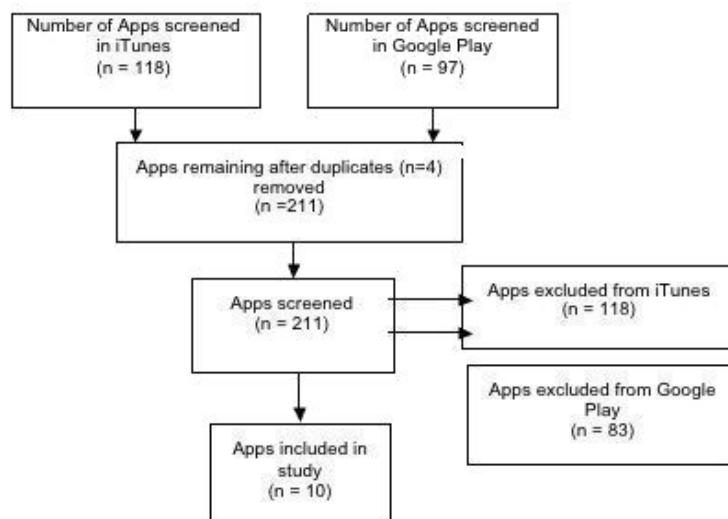 Number of Apps screened
in iTunes
(n = 118)
Number of Apps screened
in Google Play
(n = 97)
Apps remaining after duplicates (n=4)
removed
(n =211)
Apps screened
(n = 211)
Apps excluded from iTunes
(n = 118)
Apps excluded from Google
Play
(n = 83)
Apps included in
study
(n = 10)